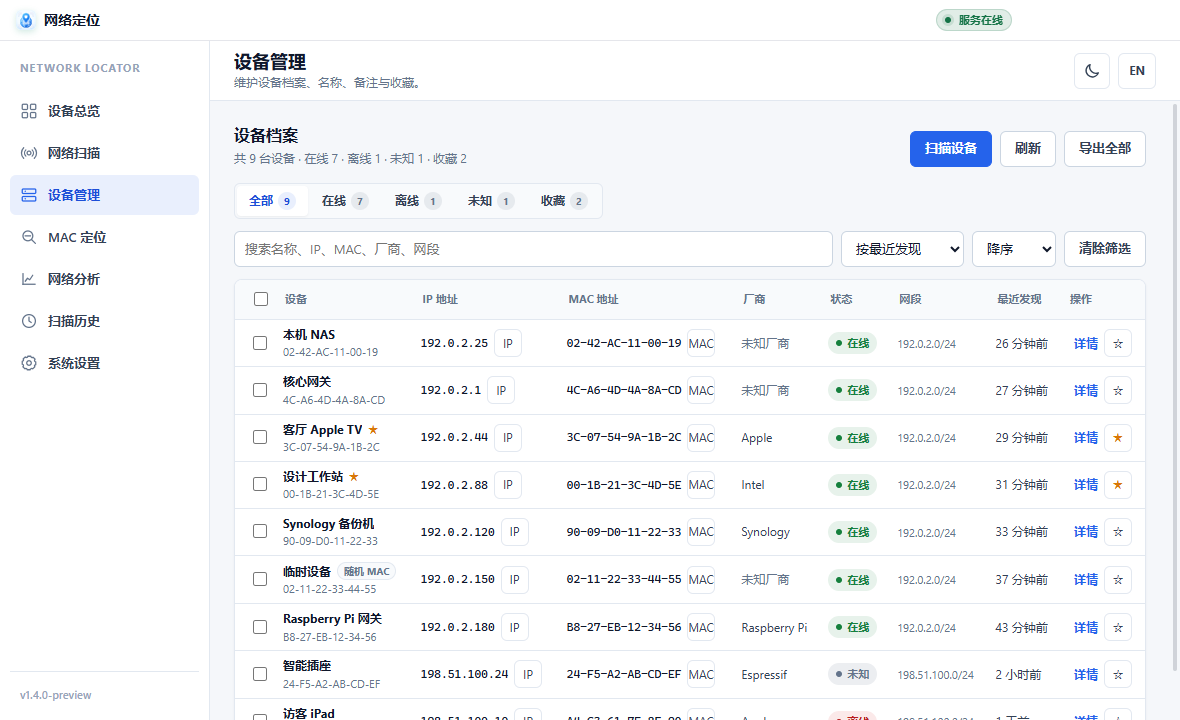 网络定位
服务在线
NETWORK LOCATOR
设备总览
网络扫描
设备管理
MAC 定位
网络分析
扫描历史
系统设置
v1.4.0-preview
设备管理
维护设备档案、名称、备注与收藏。
EN
设备档案
共 9 台设备 · 在线 7 · 离线 1 · 未知 1 · 收藏 2
扫描设备 刷新 导出全部
全部 9 在线 7 离线 1 未知 1 收藏 2
搜索名称、IP、MAC、厂商、网段 按最近发现 降序 清除筛选
设备 IP 地址 MAC 地址 厂商 状态 网段 最近发现 操作
本机 NAS
02-42-AC-11-00-19
192.0.2.25 IP 02-42-AC-11-00-19 MAC 未知厂商 在线 192.0.2.0/24 26 分钟前 详情 ☆
核心网关
4C-A6-4D-4A-8A-CD
192.0.2.1 IP 4C-A6-4D-4A-8A-CD MAC 未知厂商 在线 192.0.2.0/24 27 分钟前 详情 ☆
客厅 Apple TV ★
3C-07-54-9A-1B-2C
192.0.2.44 IP 3C-07-54-9A-1B-2C MAC Apple 在线 192.0.2.0/24 29 分钟前 详情 ★
设计工作站 ★
00-1B-21-3C-4D-5E
192.0.2.88 IP 00-1B-21-3C-4D-5E MAC Intel 在线 192.0.2.0/24 31 分钟前 详情 ★
Synology 备份机
90-09-D0-11-22-33
192.0.2.120 IP 90-09-D0-11-22-33 MAC Synology 在线 192.0.2.0/24 33 分钟前 详情 ☆
临时设备 随机 MAC
02-11-22-33-44-55
192.0.2.150 IP 02-11-22-33-44-55 MAC 未知厂商 在线 192.0.2.0/24 37 分钟前 详情 ☆
Raspberry Pi 网关
B8-27-EB-12-34-56
192.0.2.180 IP B8-27-EB-12-34-56 MAC Raspberry Pi 在线 192.0.2.0/24 43 分钟前 详情 ☆
智能插座
24-F5-A2-AB-CD-EF
198.51.100.24 IP 24-F5-A2-AB-CD-EF MAC Espressif 未知 198.51.100.0/24 2 小时前 详情 ☆
访客 iPad